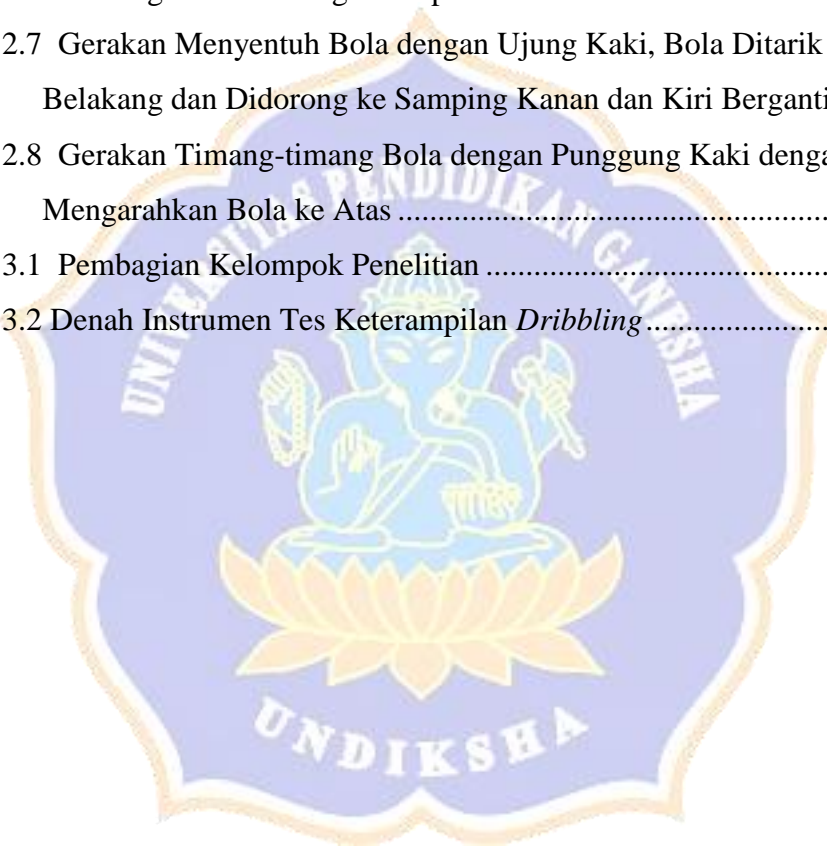 2.7 Gerakan Menyentuh Bola dengan Ujung Kaki, Bola Ditarik
Belakang dan Didorong ke Samping Kanan dan Kiri Berganti
2.8 Gerakan Timang-timang Bola dengan Punggung Kaki denga
Mengarahkan Bola ke Atas ............................................................
3.1 Pembagian Kelompok Penelitian ................................................
3.2 Denah Instrumen Tes Keterampilan Dribbling .........................
UNIVERSITAS PENDIDIKAN GANESHA
UNDIKSHA